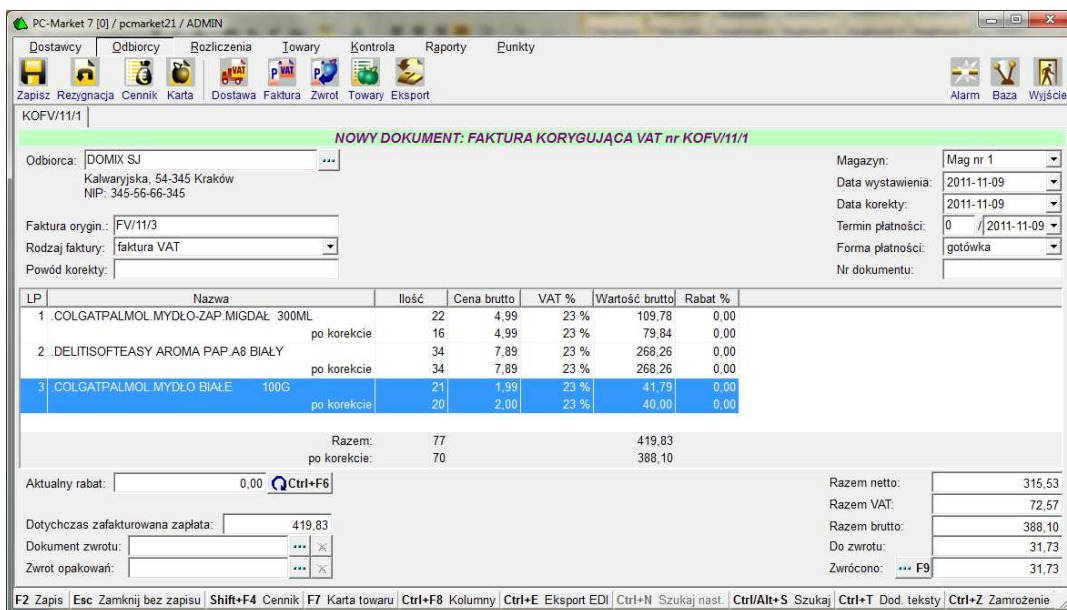 PC-Market 7 [0] / pcmarket21 / ADMIN
Dostawcy Odbiorcy Rozliczenia Towary Kontrola Raporty Punkty
VAT P VAT P
Zapisz Rezygnacja Cennik Karta Dostawa Faktura Zwrot Towary Eksport Alarm Baza Wyjście
KOFV/11/1
NOWY DOKUMENT: FAKTURA KORYGUJĄCA VAT nr KOFV/11/1
Odbiorca: DOMIX SJ ... Magazyn: Mag nr 1
Kalwaryjska, 54-345 Kraków Data wystawienia: 2011-11-09
NIP: 345-56-66-345 Data korekty: 2011-11-09
Faktura orygin.: FV/11/3 Termin płatności: 0 / 2011-11-09
Rodzaj faktury: faktura VAT Forma płatności: gotówka
Powód korekty: Nr dokumentu:
LP Nazwa Ilość Cena brutto VAT % Wartość brutto Rabat %
1 .COLGATPALMOL.MYDŁO-ZAP.MIGDAŁ 300ML 22 4,99 23 % 109,78 0,00
po korekcie 16 4,99 23 % 79,84 0,00
2 .DELITISOFTEASY AROMA PAP.A8 BIAŁY 34 7,89 23 % 268,26 0,00
po korekcie 34 7,89 23 % 268,26 0,00
3 .COLGATPALMOL.MYDŁO BIAŁE 100G 21 1,99 23 % 41,79 0,00
po korekcie 20 2,00 23 % 40,00 0,00
Razem: 77 419,83
po korekcie: 70 388,10
Aktualny rabat: 0,00 Ctrl+F6 Razem netto: 315,53
Razem VAT: 72,57
Dotychczas zafakturowana zapłata: 419,83 Razem brutto: 388,10
Dokument zwrotu: ... Do zwrotu: 31,73
Zwrot opakowań: ... Zwrócono: ... F9 31,73
F2 Zapis Esc Zamknij bez zapisu Shift+F4 Cennik F7 Karta towaru Ctrl+F8 Kolumny Ctrl+E Eksport EDI Ctrl+N Szukaj nast. Ctrl/Alt+S Szukaj Ctrl+T Dod. teksty Ctrl+Z Zamrożenie